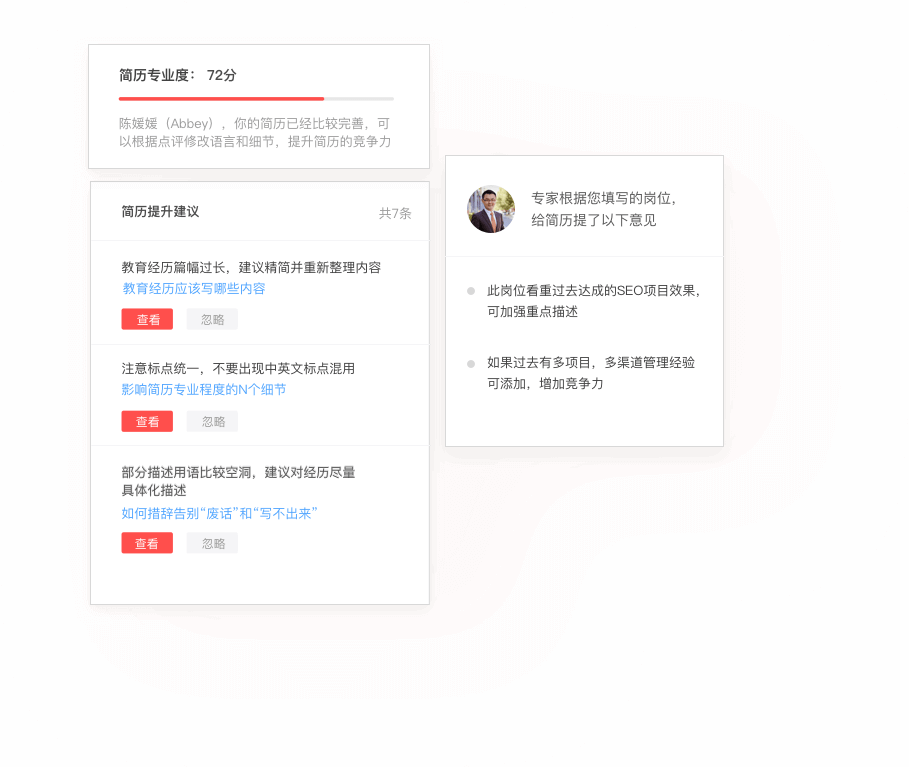 简历专业度： 72分
陈媛媛（Abbey），你的简历已经比较完善，可
以根据点评修改语言和细节，提升简历的竞争力
简历提升建议
共7条
教育经历篇幅过长，建议精简并重新整理内容
教育经历应该写哪些内容
查看
忽略
注意标点统一，不要出现中英文标点混用
影响简历专业程度的N个细节
查看
忽略
部分描述用语比较空洞，建议对经历尽量
具体化描述
如何措辞告别“废话”和“写不出来”
查看
忽略
专家根据您填写的岗位，
给简历提了以下意见
此岗位看重过去达成的SEO项目效果，
可加强重点描述
如果过去有多项目，多渠道管理经验
可添加，增加竞争力